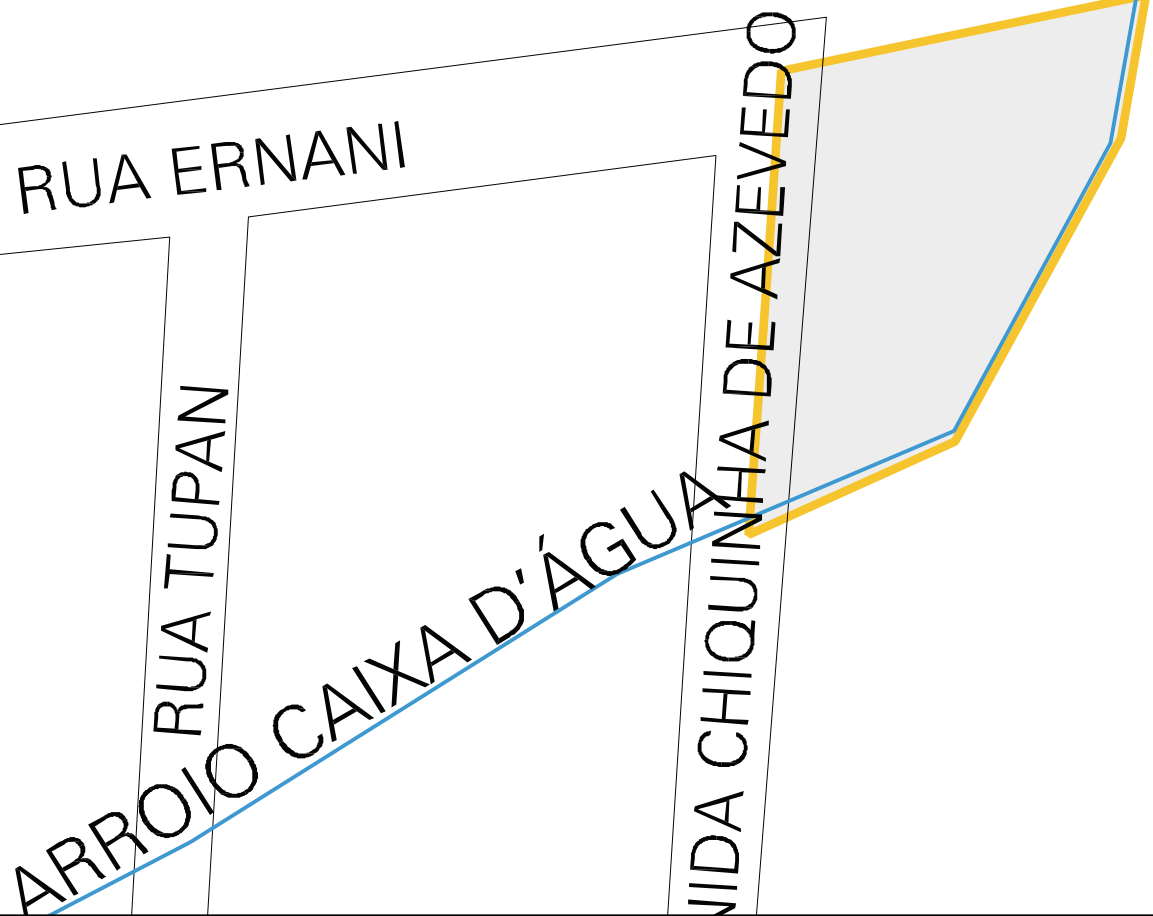 RUA ERNANI
RUA TUPAN
ARROIO CAIXA D'ÁGUA
NIDA CHIQUINHA DE AZEVEDO